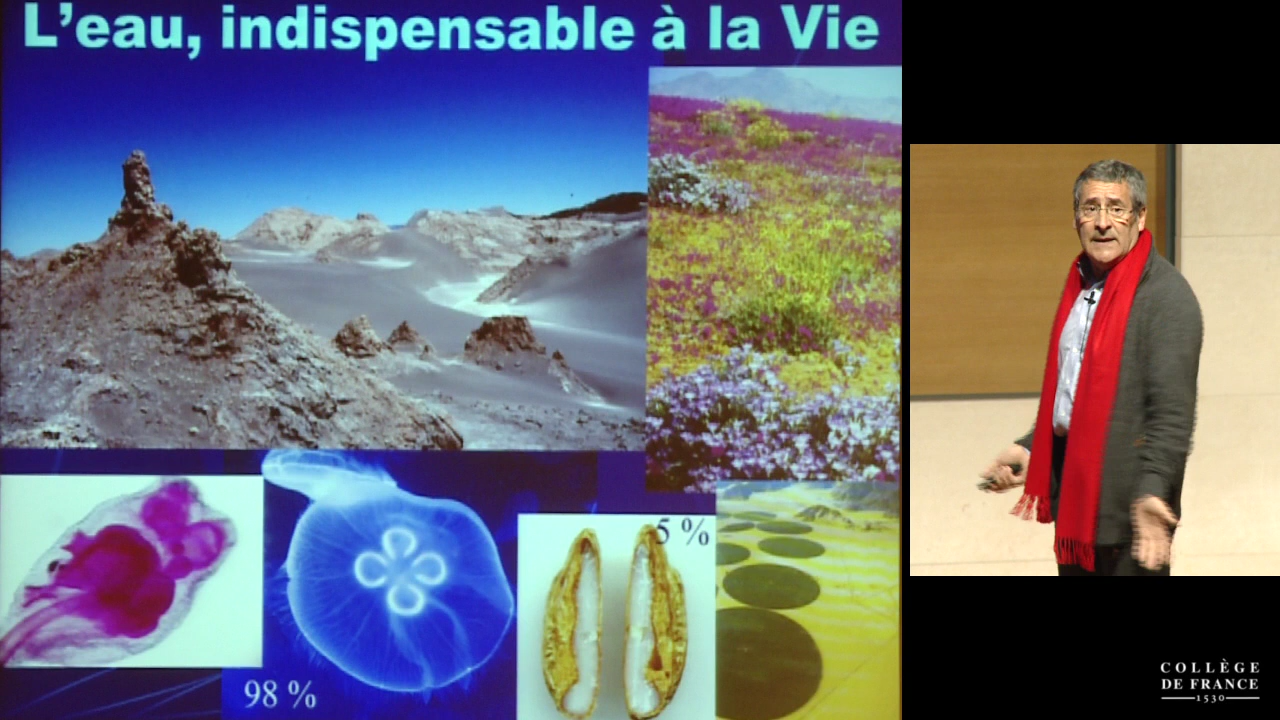 L'eau, indispensable à la Vie
5 %
98 %
COLLÈGE
DE FRANCE
1530